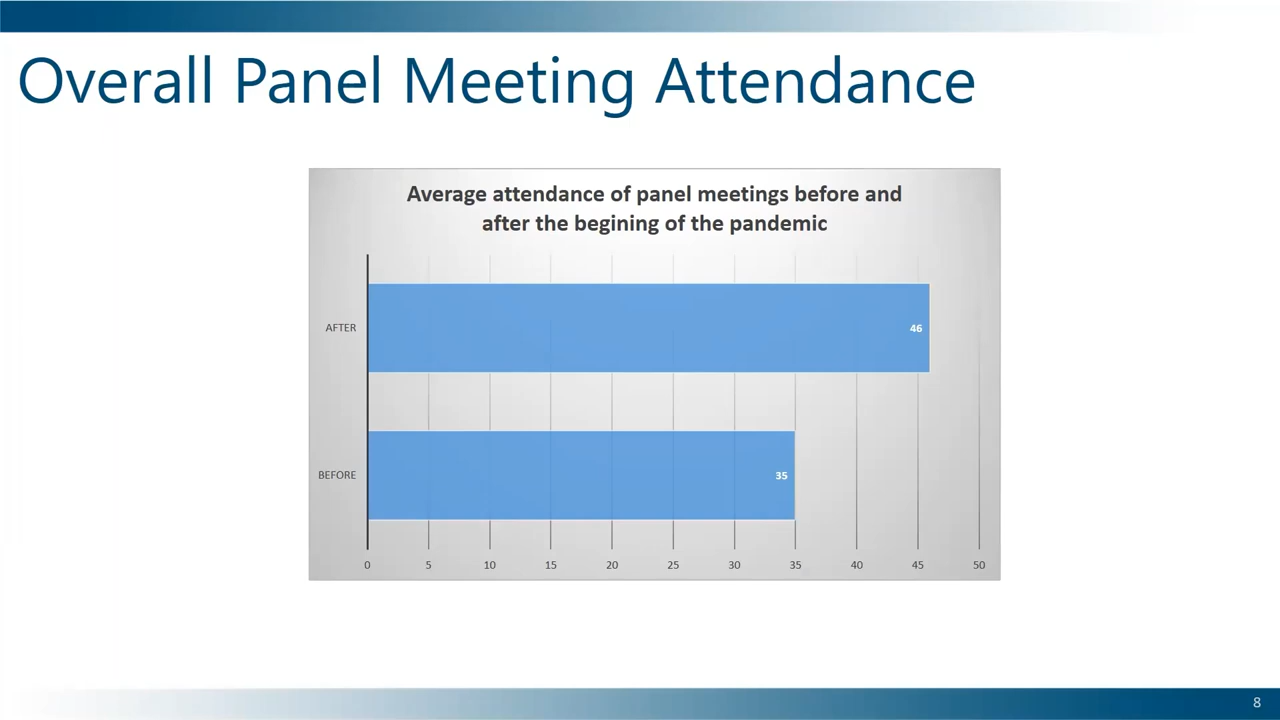 Overall Panel Meeting Attendance
Average attendance of panel meetings before and
after the begining of the pandemic
AFTER
46
BEFORE
35
0 5 10 15 20 25 30 35 40 45 50
8